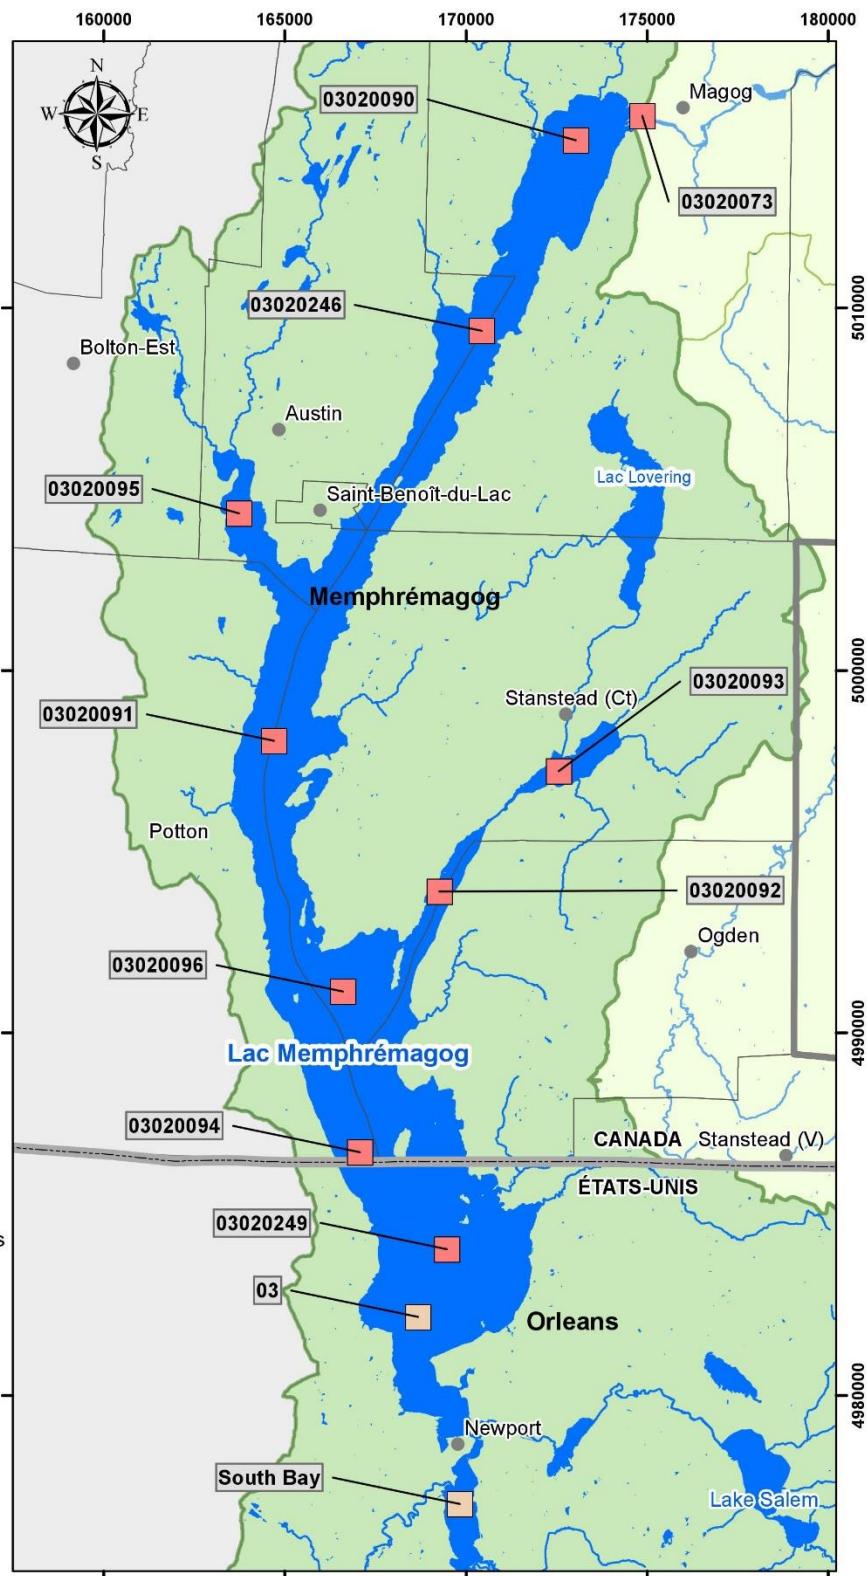 160000
165000
170000
175000
180000
N
W
E
S
Magog
03020090
03020073
03020246
5010000
Bolton-Est
Austin
Lac Lovering
03020095
Saint-Benoît-du-Lac
Memphrémagog
5000000
03020093
Stanstead (Ct)
03020091
Potton
03020092
Ogden
03020096
4990000
Lac Memphrémagog
03020094
CANADA
Stanstead (V)
ÉTATS-UNIS
03020249
s
03
Orleans
4980000
Newport
South Bay
Lake Salem